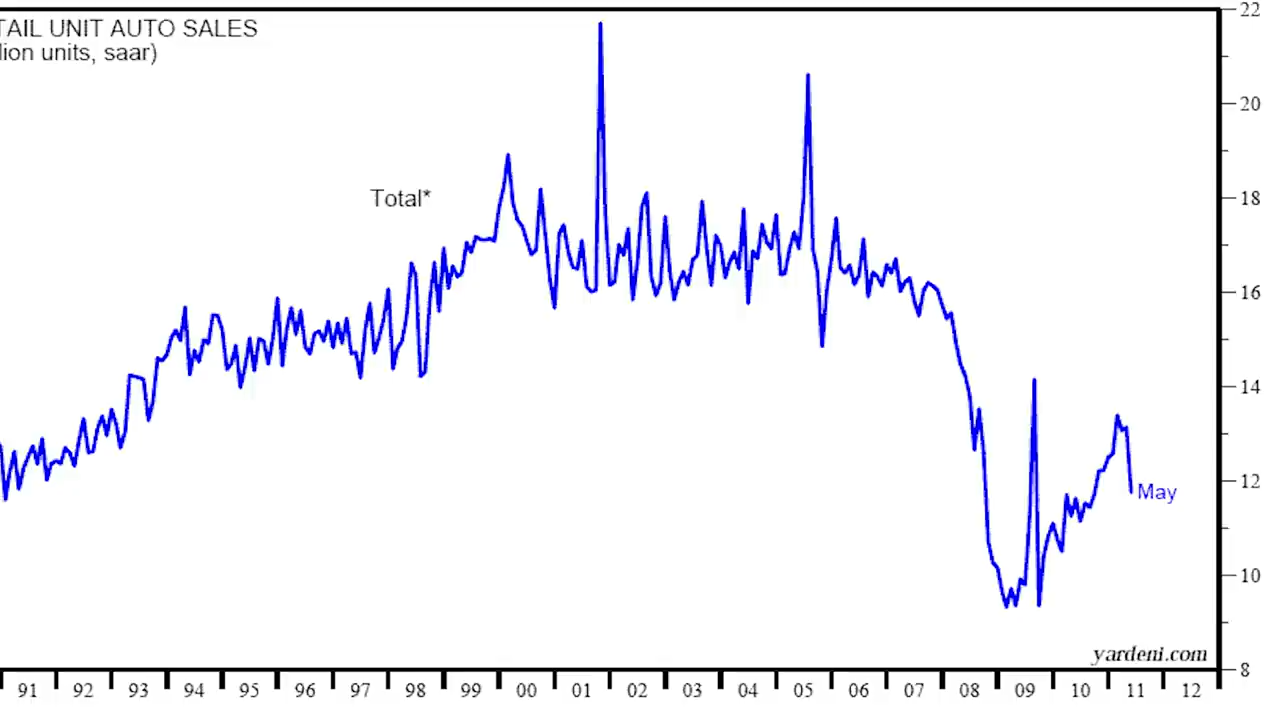 TAIL UNIT AUTO SALES
lion units, saar)
Total*
May
yardeni.com
22
20
18
16
14
12
10
8
91 92 93 94 95 96 97 98 99 00 01 02 03 04 05 06 07 08 09 10 11 12